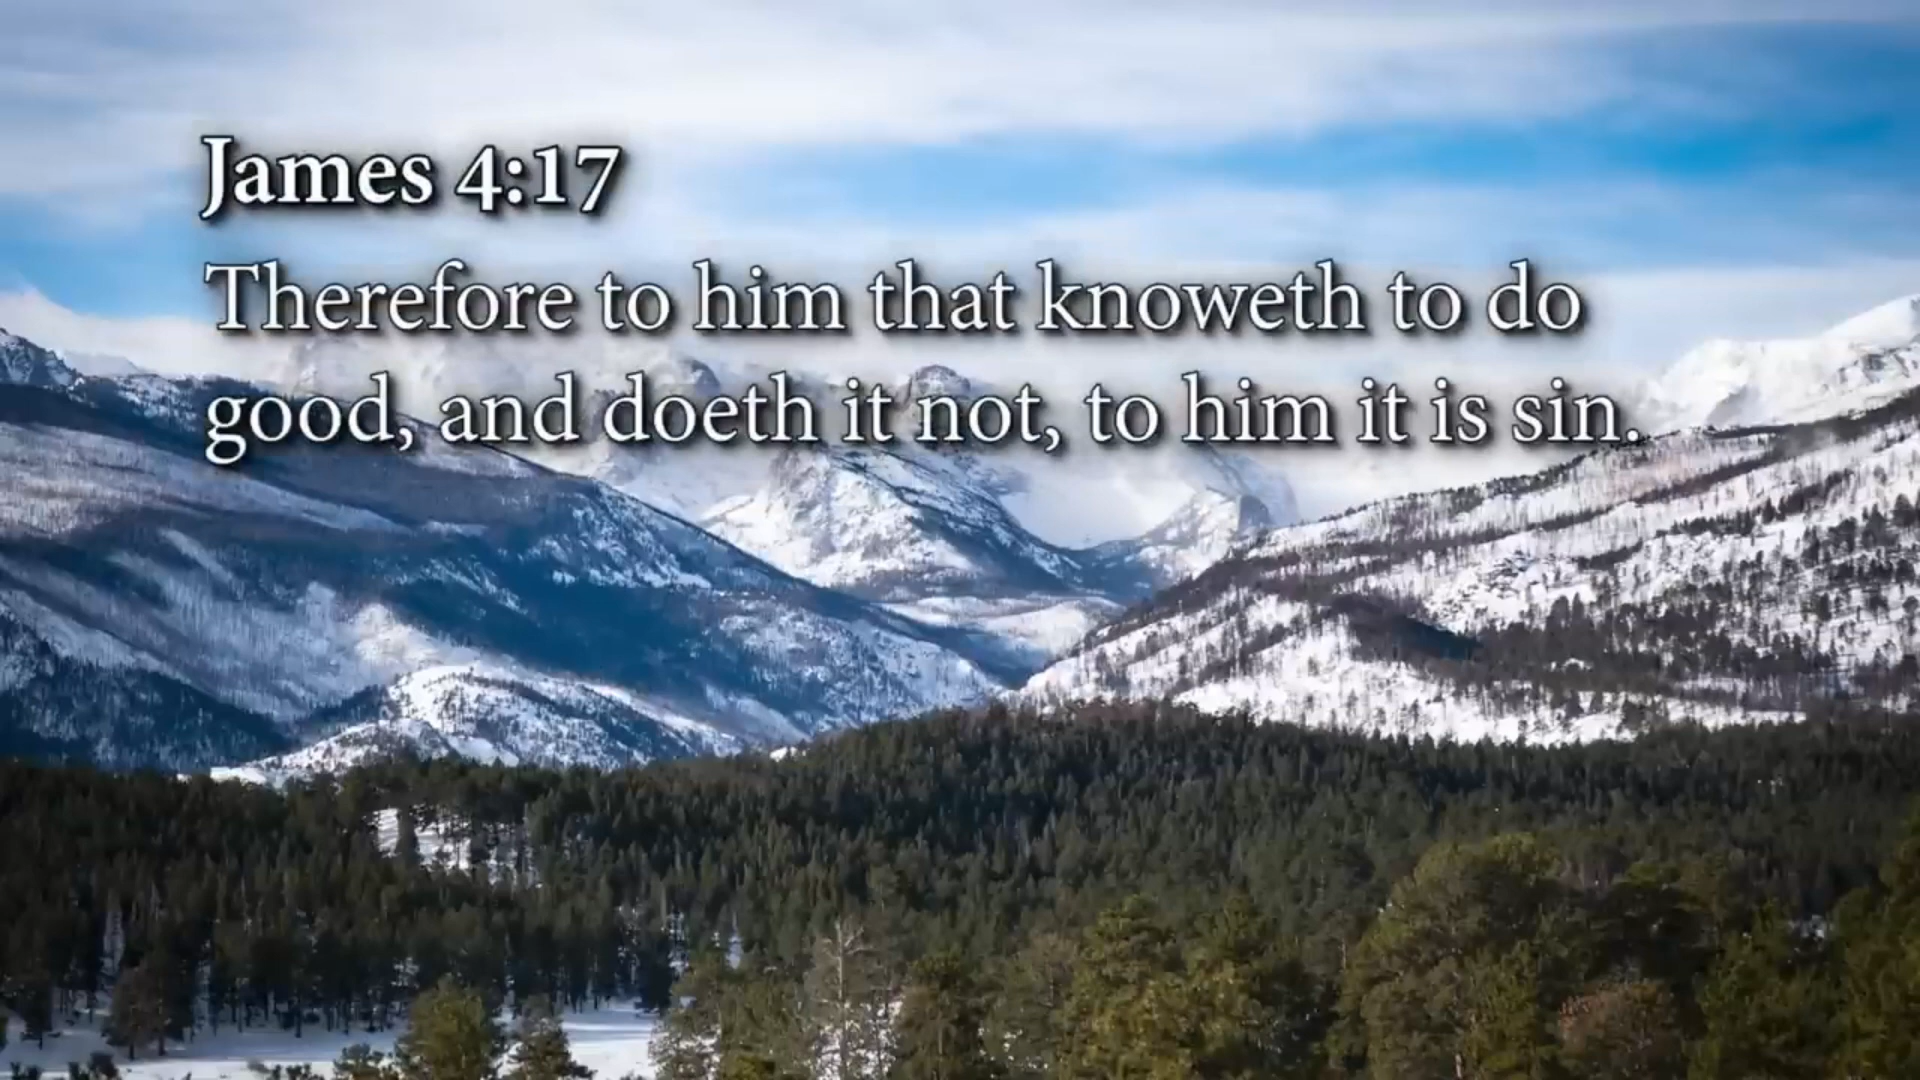 James 4:17
Therefore to him that knoweth to do
good, and doeth it not, to him it is sin.